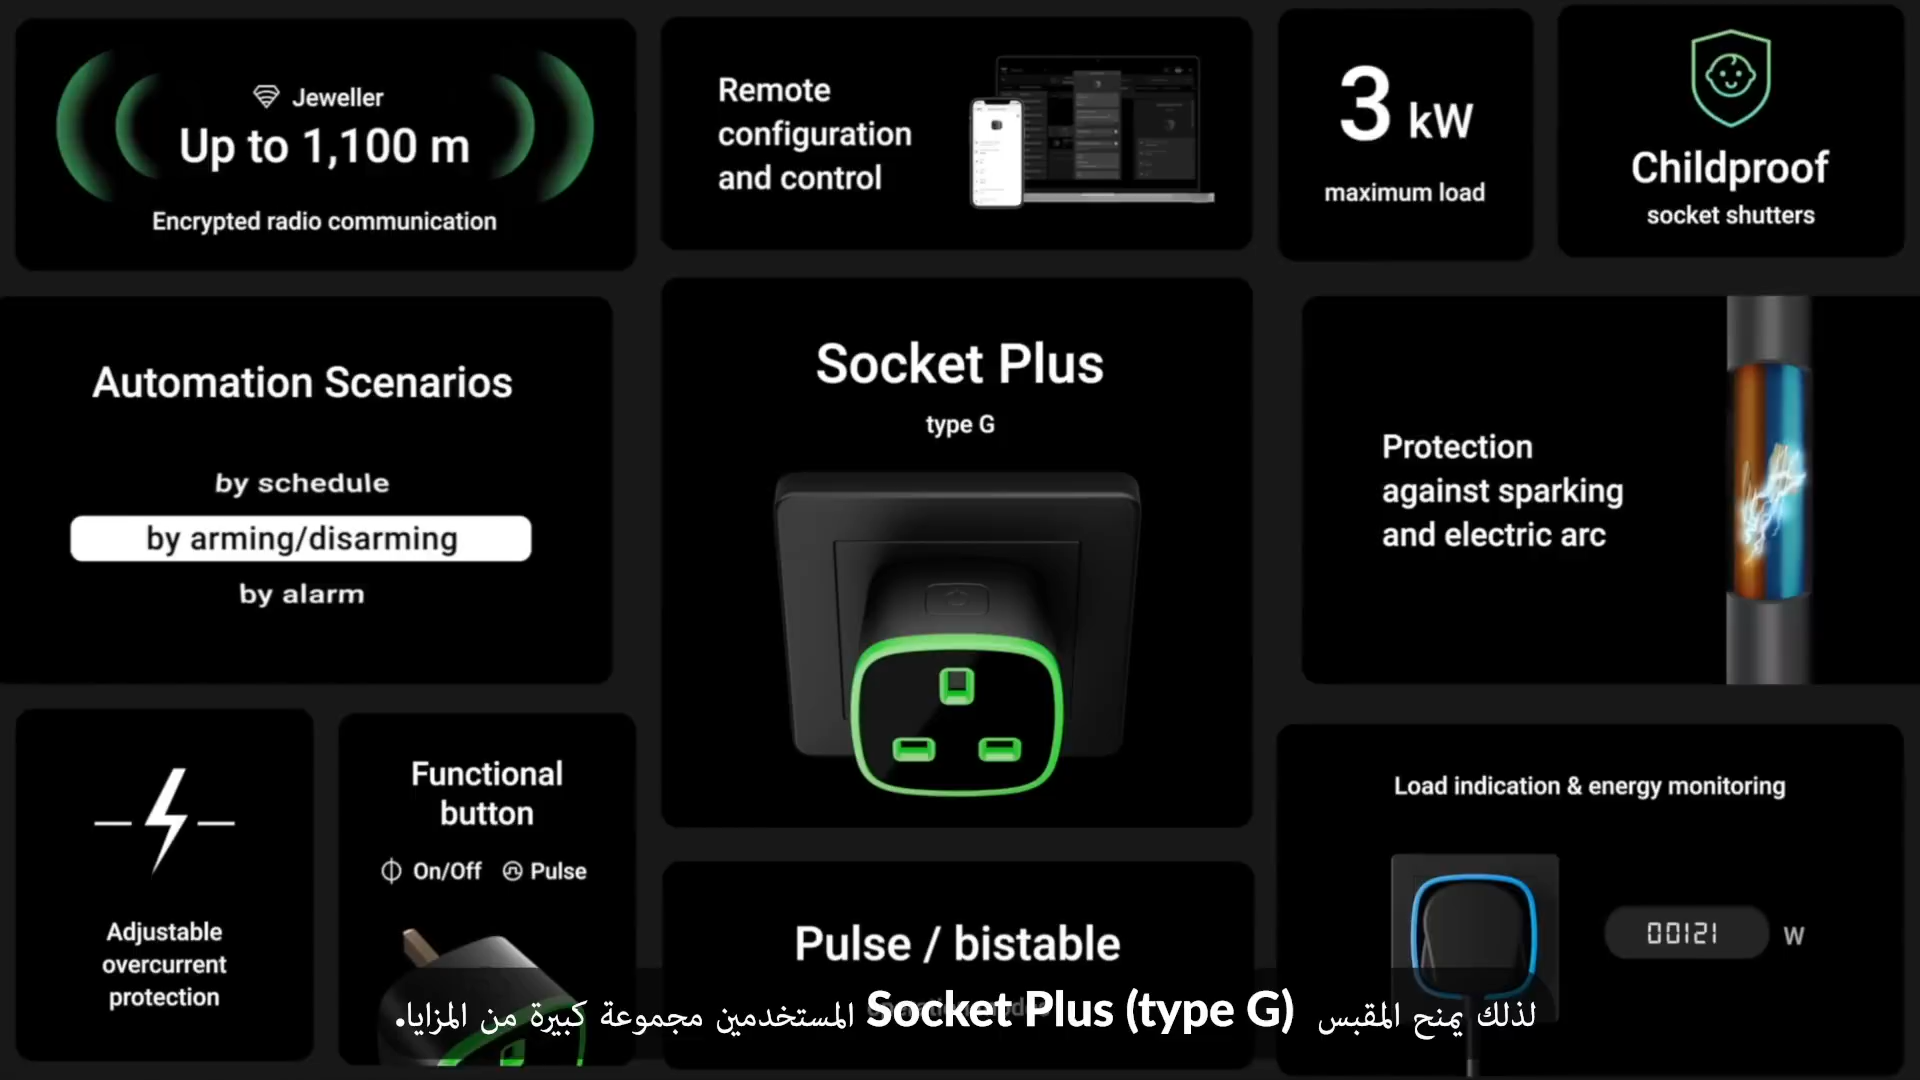 Jeweller
Up to 1,100 m
Encrypted radio communication
Remote
configuration
and control
3 kW
maximum load
Childproof
socket shutters
Automation Scenarios
by schedule
by arming/disarming
by alarm
Socket Plus
type G
Protection
against sparking
and electric arc
Adjustable
overcurrent
protection
Functional
button
On/Off Pulse
Pulse / bistable
Load indication & energy monitoring
00121 W
لذلك يمنح المقبس Socket Plus (type G) المستخدمين مجموعة كبيرة من المزايا.